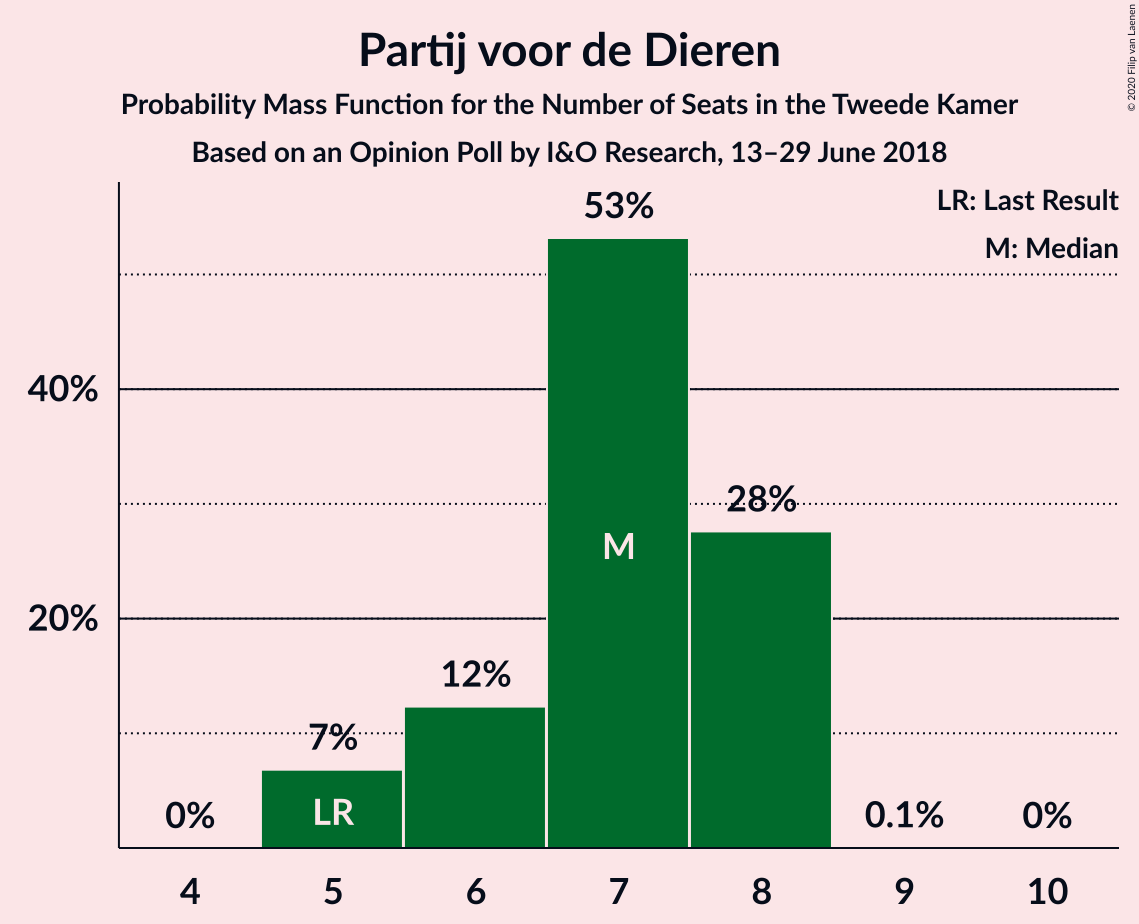 Partij voor de Dieren
Probability Mass Function for the Number of Seats in the Tweede Kamer
Based on an Opinion Poll by I&O Research, 13–29 June 2018
© 2020 Filip van Laenen
LR: Last Result
M: Median
53%
40%
28%
M
20%
12%
7%
LR
0%
0.1%
0%
4 5 6 7 8 9 10